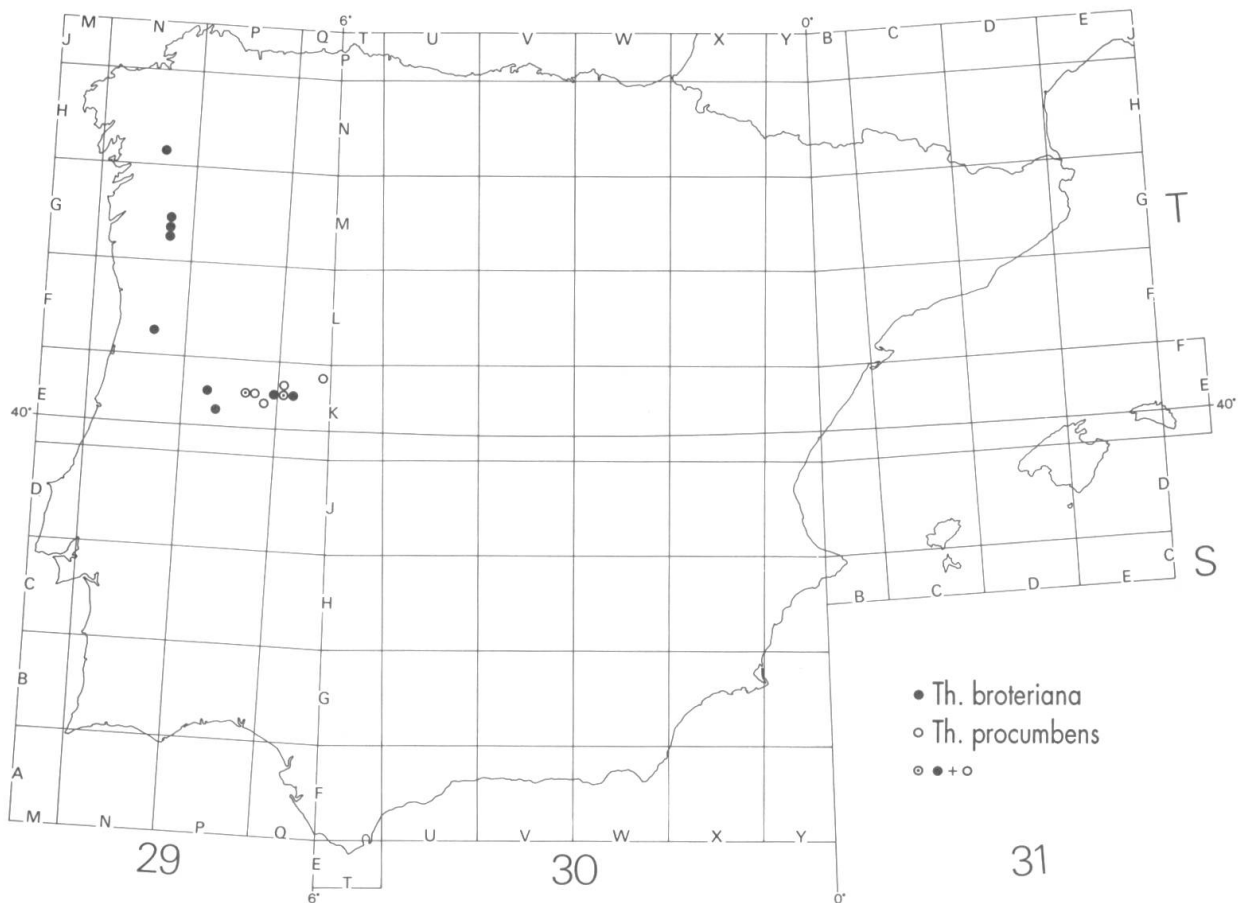 M N P Q 6° T U V W X Y 0° B C D E
J P J
H N H
G M G T
F L F
F
E K E
40° 40°
D J D
C H B C D E C S
B G
● Th. broteriana
○ Th. procumbens
A F ☉ ● + ○
M N P Q E T U V W X Y
29 30 31
6° 0°